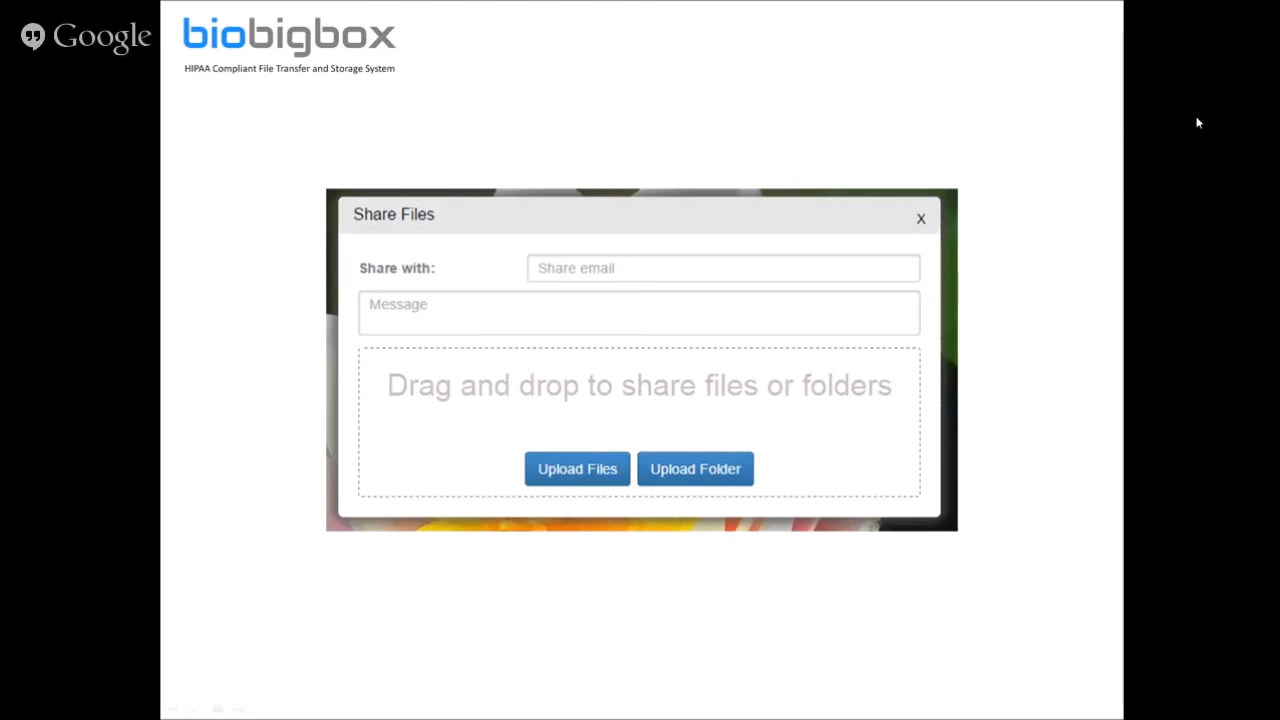 Google
biobigbox
HIPAA Compliant File Transfer and Storage System
Share Files
X
Share with:
Share email
Message
Drag and drop to share files or folders
Upload Files
Upload Folder